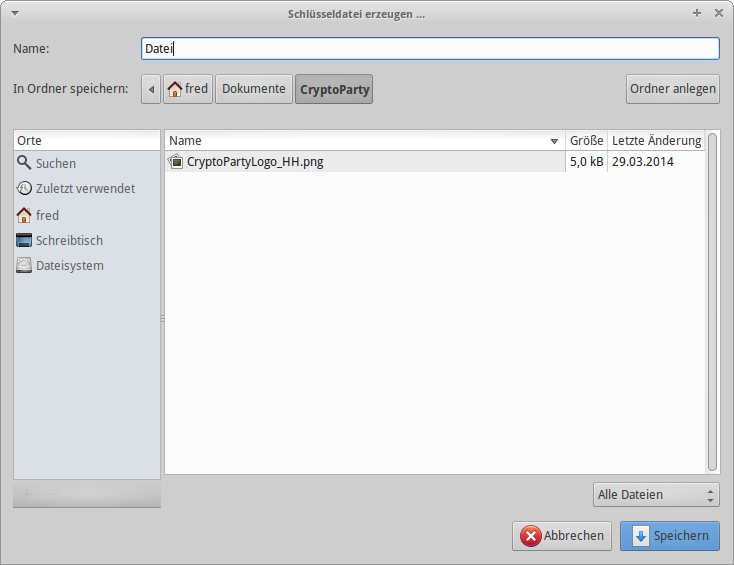 Schlüsseldatei erzeugen ...
Name: Datei
In Ordner speichern: fred Dokumente CryptoParty Ordner anlegen
Orte Name Größe Letzte Änderung
Suchen CryptoPartyLogo_HH.png 5,0 kB 29.03.2014
Zuletzt verwendet
fred
Schreibtisch
Dateisystem
Alle Dateien
Abbrechen Speichern